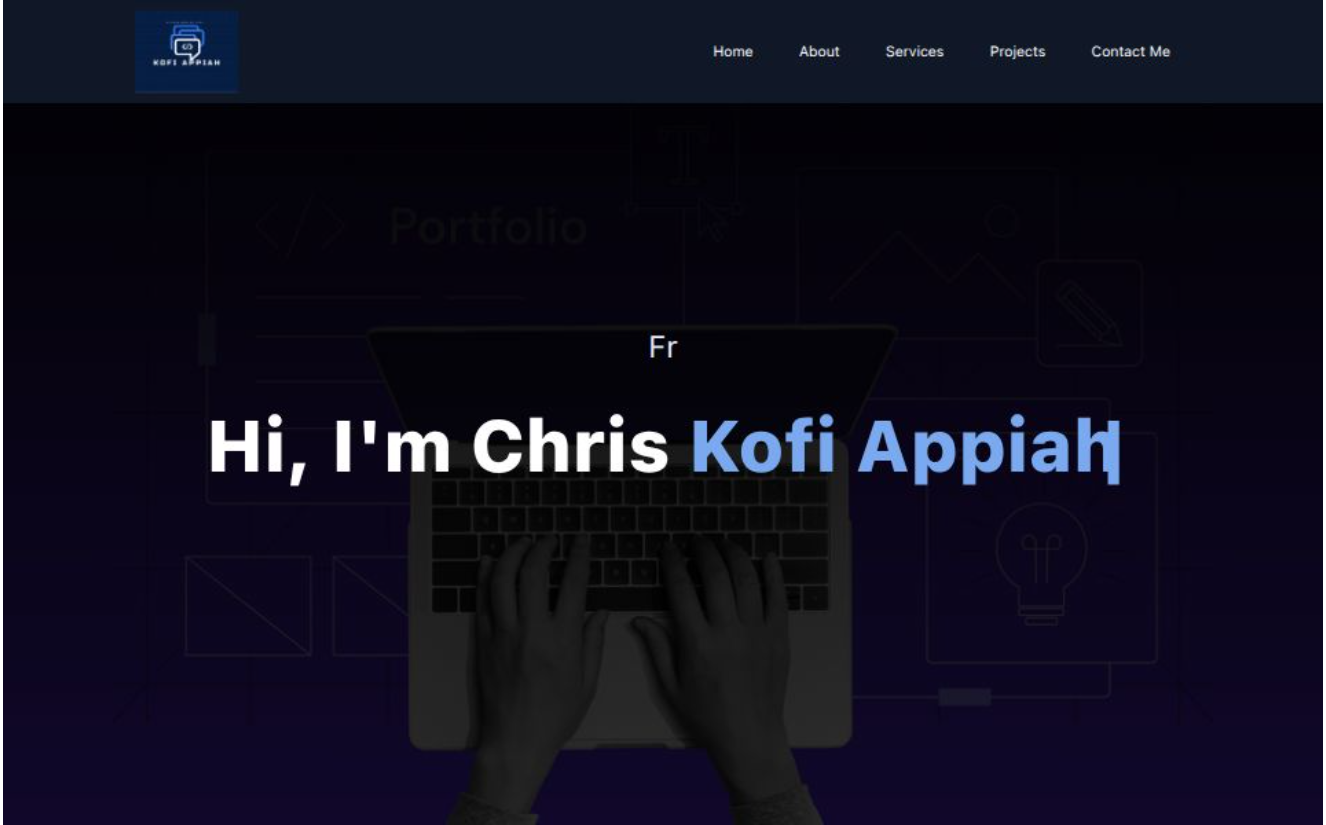 KOFI APPIAH
Home
About
Services
Projects
Contact Me
</>
T
Portfolio
Fr
Hi, I'm Chris Kofi Appiah